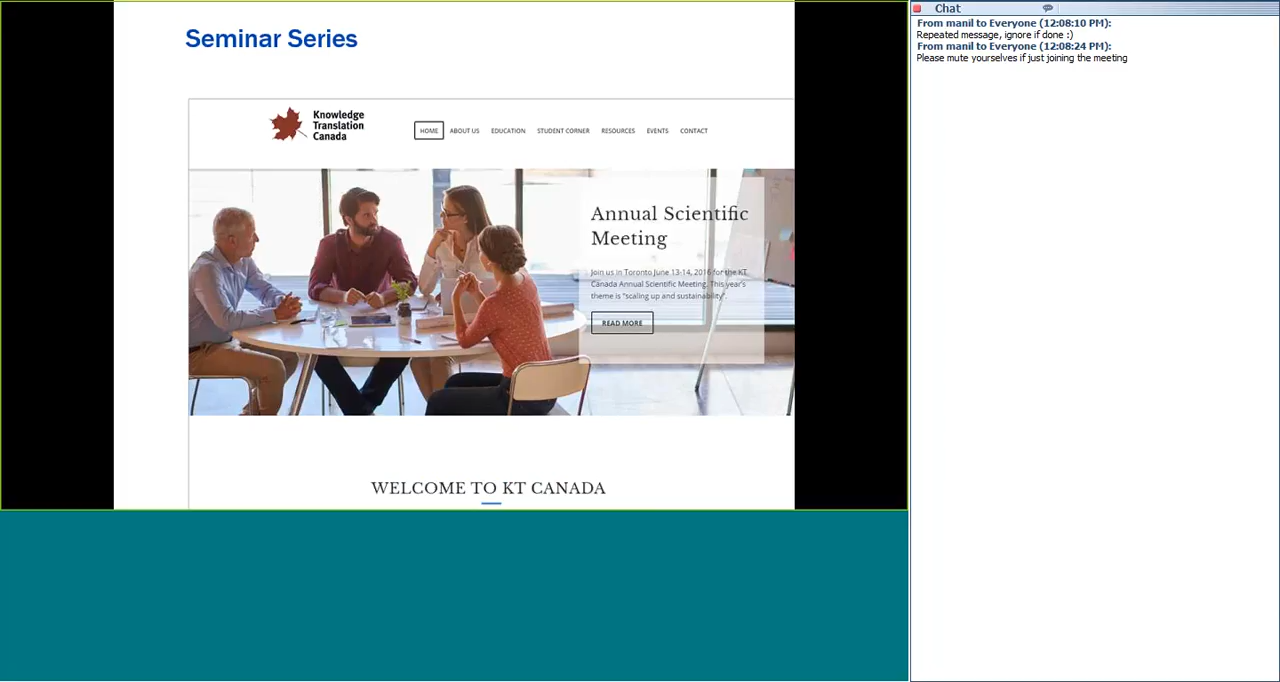 Seminar Series
Knowledge
Translation
Canada
HOME ABOUT US EDUCATION STUDENT CORNER RESOURCES EVENTS CONTACT
Annual Scientific
Meeting
Join us in Toronto June 13-14, 2016 for the KT
Canada Annual Scientific Meeting. This year's
theme is "scaling up and sustainability".
READ MORE
WELCOME TO KT CANADA
Chat
From manil to Everyone (12:08:10 PM):
Repeated message, ignore if done :)
From manil to Everyone (12:08:24 PM):
Please mute yourselves if just joining the meeting